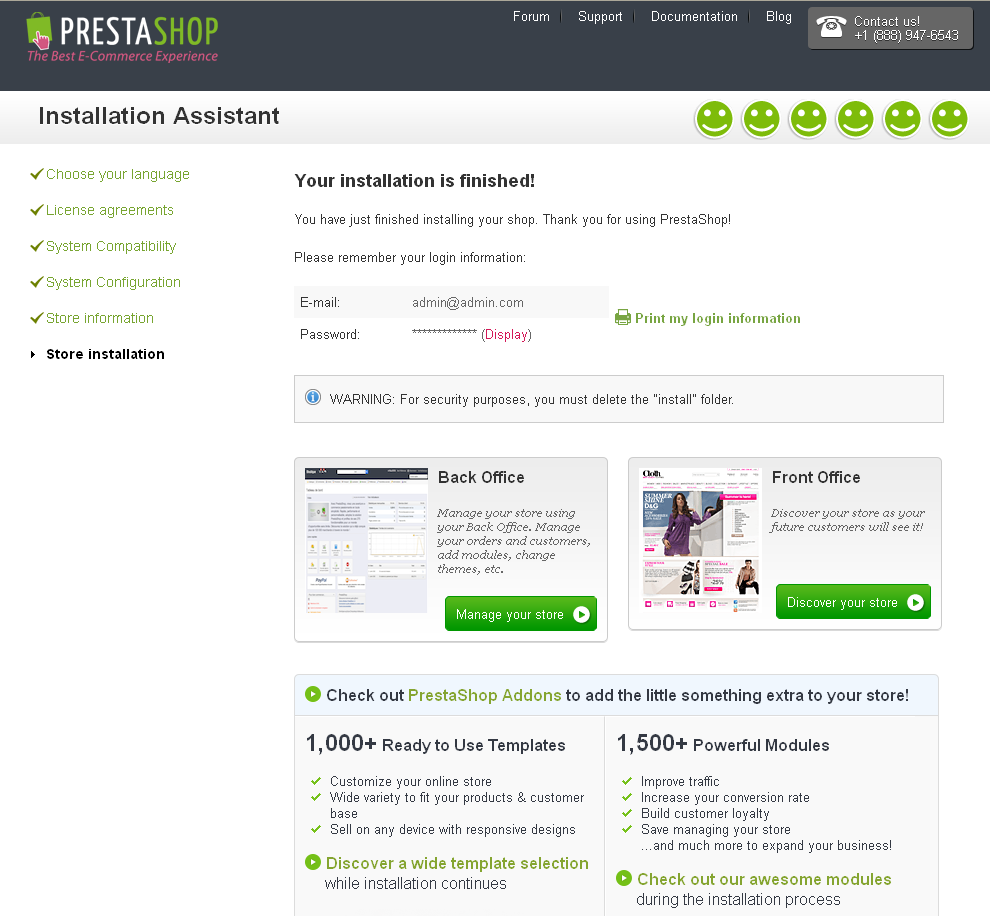 PRESTASHOP
The Best E-Commerce Experience
Forum
Support
Documentation
Blog
Contact us!
+1 (888) 947-6543
Installation Assistant
Choose your language
License agreements
System Compatibility
System Configuration
Store information
Store installation
Your installation is finished!
You have just finished installing your shop. Thank you for using PrestaShop!
Please remember your login information:
E-mail: admin@admin.com
Password: ************* (Display)
Print my login information
WARNING: For security purposes, you must delete the "install" folder.
Back Office
Manage your store using
your Back Office. Manage
your orders and customers,
add modules, change
themes, etc.
Manage your store
Cloth
SUMMER
SHINE
D&G
Front Office
Discover your store as your
future customers will see it!
Discover your store
Check out PrestaShop Addons to add the little something extra to your store!
1,000+ Ready to Use Templates
Customize your online store
Wide variety to fit your products & customer
base
Sell on any device with responsive designs
Discover a wide template selection
while installation continues
1,500+ Powerful Modules
Improve traffic
Increase your conversion rate
Build customer loyalty
Save managing your store
...and much more to expand your business!
Check out our awesome modules
during the installation process